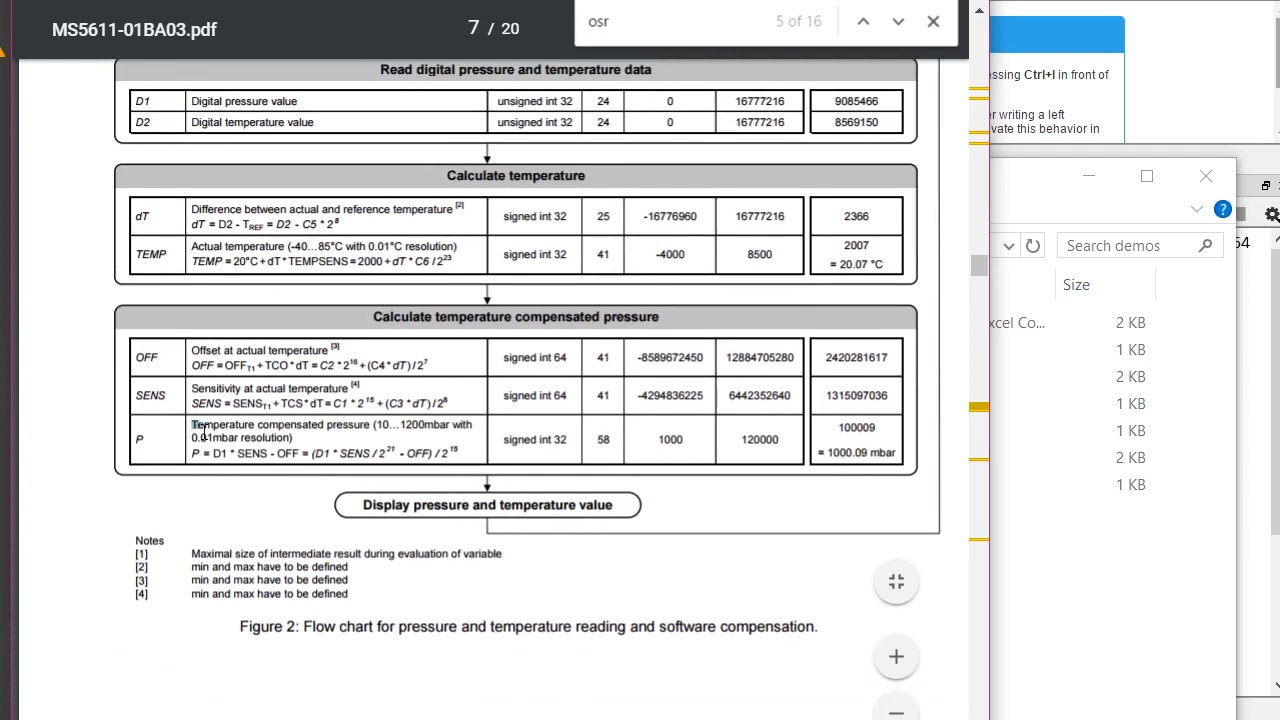 MS5611-01BA03.pdf
7 / 20
osr
5 of 16
Read digital pressure and temperature data
D1 Digital pressure value unsigned int 32 24 0 16777216 9085466
D2 Digital temperature value unsigned int 32 24 0 16777216 8569150
Calculate temperature
dT Difference between actual and reference temperature [2] signed int 32 25 -16776960 16777216 2366
dT = D2 - TREF = D2 - C5 * 2^8
TEMP Actual temperature (-40…85°C with 0.01°C resolution) signed int 32 41 -4000 8500 2007
TEMP = 20°C + dT * TEMPSENS = 2000 + dT * C6 / 2^23
= 20.07 °C
Calculate temperature compensated pressure
OFF Offset at actual temperature [3] signed int 64 41 -8589672450 12884705280 2420281617
OFF = OFFT1 + TCO * dT = C2 * 2^16 + (C4 * dT) / 2^7
SENS Sensitivity at actual temperature [4] signed int 64 41 -4294836225 6442352640 1315097036
SENS = SENST1 + TCS * dT = C1 * 2^15 + (C3 * dT) / 2^8
P Temperature compensated pressure (10…1200mbar with signed int 32 58 1000 120000 100009
0.01mbar resolution)
P = D1 * SENS - OFF = (D1 * SENS / 2^21 - OFF) / 2^15
= 1000.09 mbar
Display pressure and temperature value
Notes
[1] Maximal size of intermediate result during evaluation of variable
[2] min and max have to be defined
[3] min and max have to be defined
[4] min and max have to be defined
Figure 2: Flow chart for pressure and temperature reading and software compensation.
essing Ctrl+I in front of
er writing a left
vate this behavior in
Search demos
64
Size
xcel Co... 2 KB
1 KB
2 KB
1 KB
1 KB
2 KB
1 KB